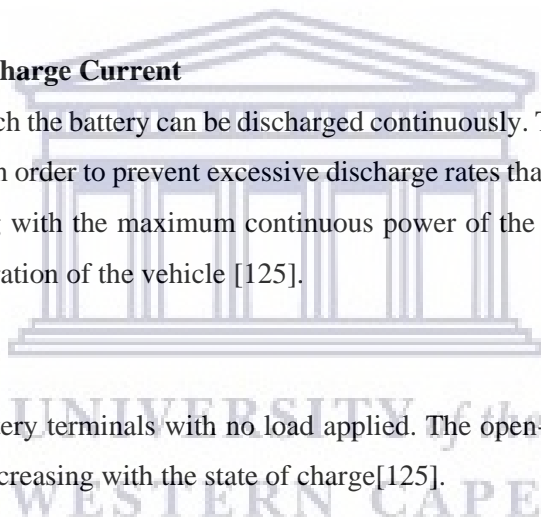 harge Current
ch the battery can be discharged continuously. T
n order to prevent excessive discharge rates tha
g with the maximum continuous power of the
ration of the vehicle [125].
ery terminals with no load applied. The open-
creasing with the state of charge[125].
UNIVERSITY of the
WESTERN CAPE